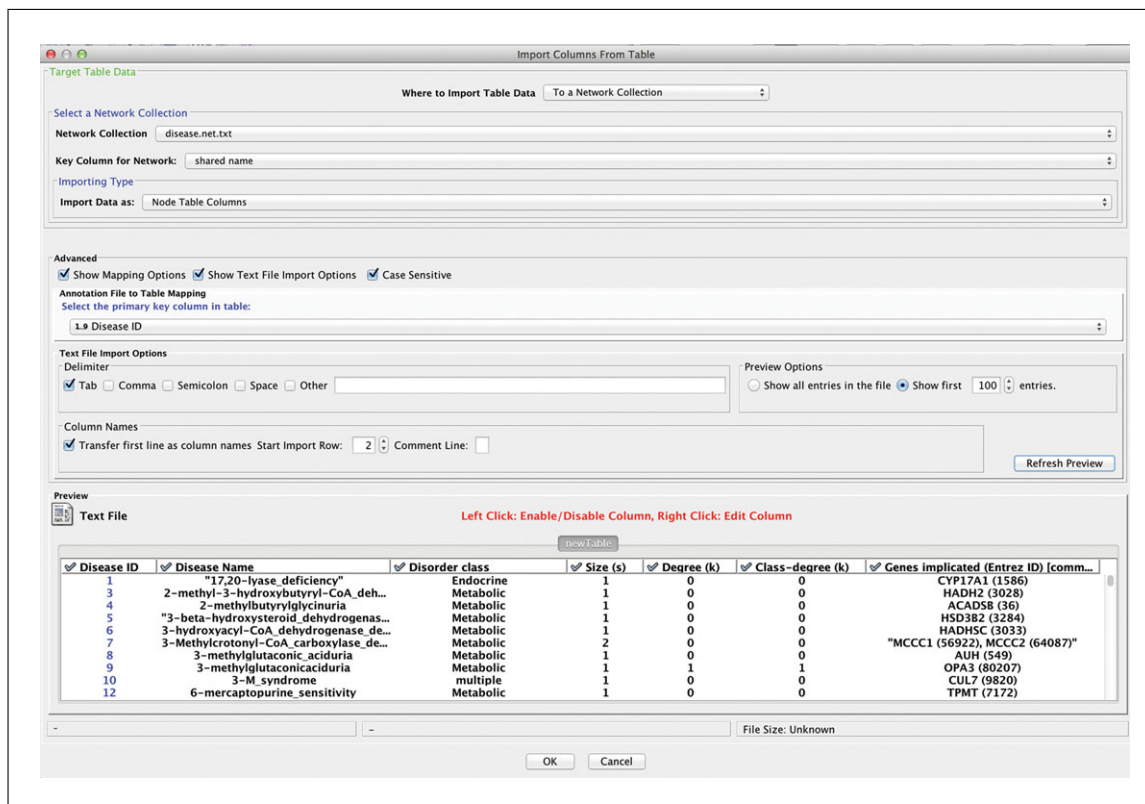 Import Columns From Table
Target Table Data
Where to Import Table Data To a Network Collection
Select a Network Collection
Network Collection disease.net.txt
Key Column for Network: shared name
Importing Type
Import Data as: Node Table Columns
Advanced
Show Mapping Options Show Text File Import Options Case Sensitive
Annotation File to Table Mapping
Select the primary key column in table:
1..9 Disease ID
Text File Import Options
Delimiter Preview Options
Tab Comma Semicolon Space Other Show all entries in the file Show first 100 entries.
Column Names
Transfer first line as column names Start Import Row: 2 Comment Line:
Refresh Preview
Preview
Text File Left Click: Enable/Disable Column, Right Click: Edit Column
newTable
Disease ID Disease Name Disorder class Size (s) Degree (k) Class-degree (k) Genes implicated (Entrez ID) [comm...
1 "17,20-lyase_deficiency" Endocrine 1 0 0 CYP17A1 (1586)
3 2-methyl-3-hydroxybutyryl-CoA_deh... Metabolic 1 0 0 HADH2 (3028)
4 2-methylbutyrylglycinuria Metabolic 1 0 0 ACADSB (36)
5 "3-beta-hydroxysteroid_dehydrogenas... Metabolic 1 0 0 HSD3B2 (3284)
6 3-hydroxyacyl-CoA_dehydrogenase_de... Metabolic 1 0 0 HADHSC (3033)
7 3-Methylcrotonyl-CoA_carboxylase_de... Metabolic 2 0 0 "MCCC1 (56922), MCCC2 (64087)"
8 3-methylglutaconic_aciduria Metabolic 1 0 0 AUH (549)
9 3-methylglutaconicaciduria Metabolic 1 1 1 OPA3 (80207)
10 3-M_syndrome multiple 1 0 0 CUL7 (9820)
12 6-mercaptopurine_sensitivity Metabolic 1 0 0 TPMT (7172)
- - File Size: Unknown
OK Cancel